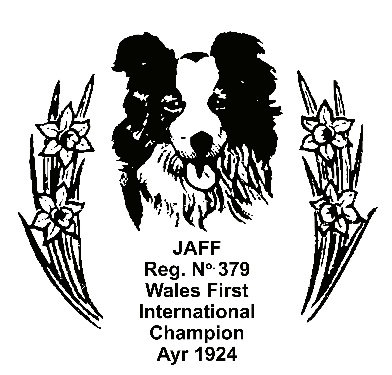 JAFF
Reg. Nº 379
Wales First
International
Champion
Ayr 1924